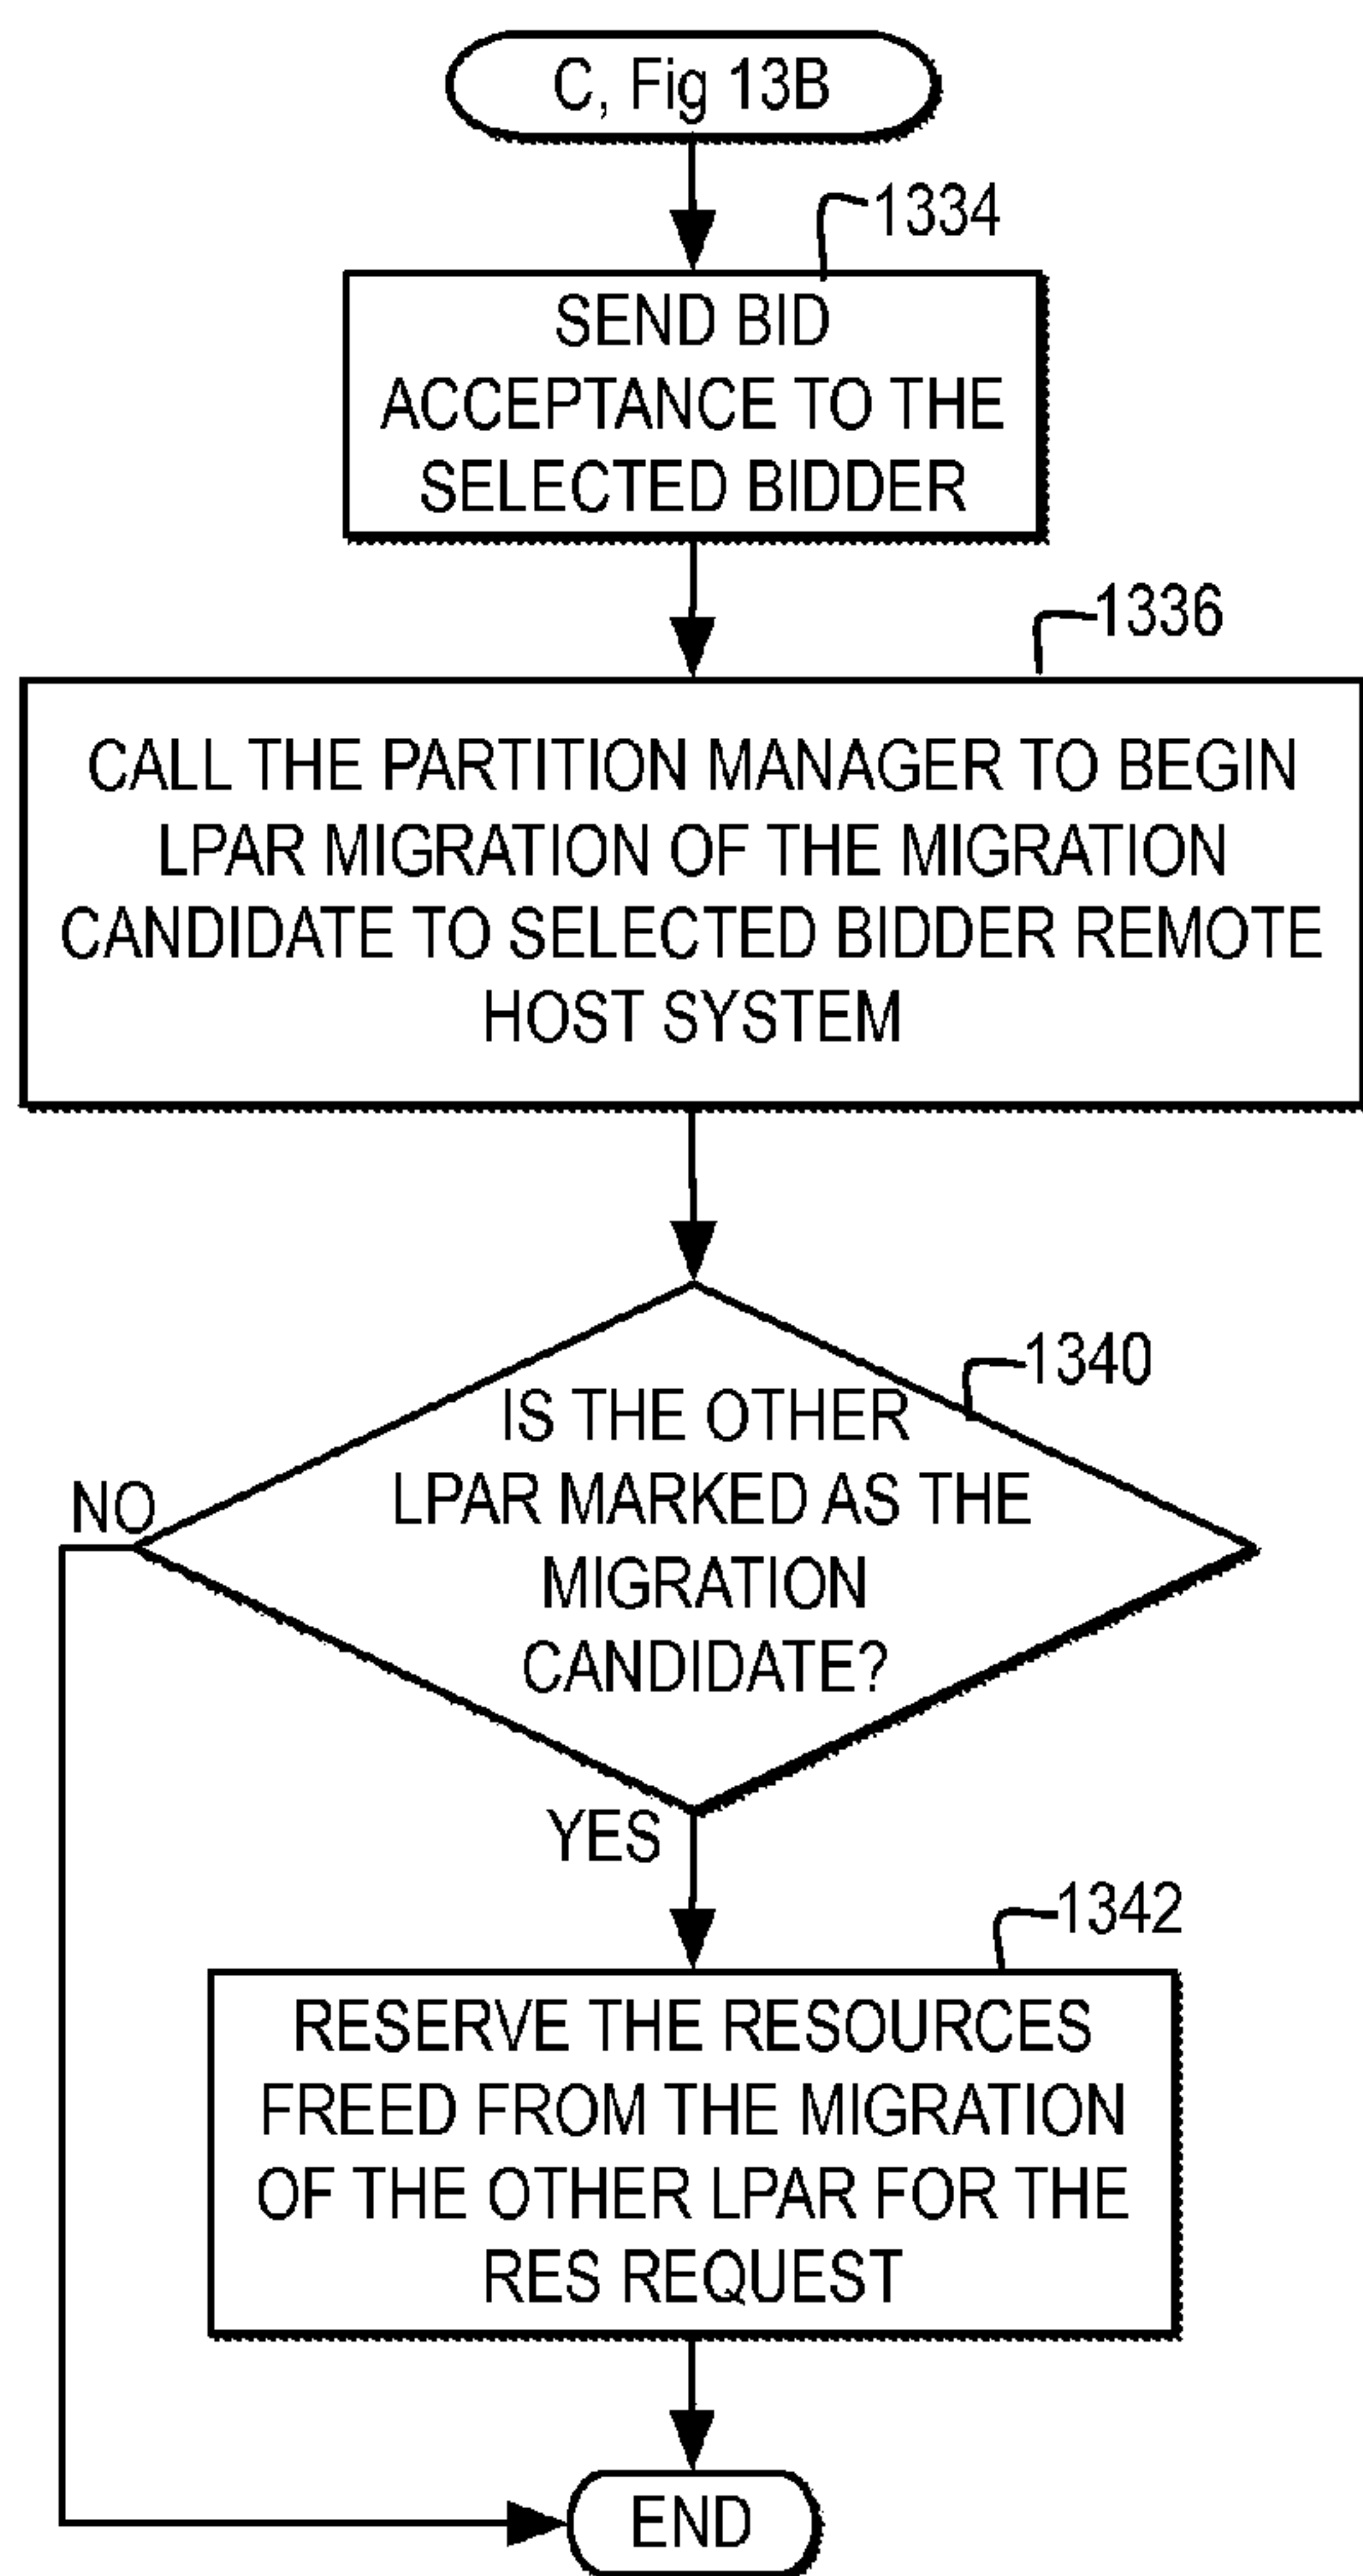 C, Fig 13B
1334
SEND BID
ACCEPTANCE TO THE
SELECTED BIDDER
1336
CALL THE PARTITION MANAGER TO BEGIN
LPAR MIGRATION OF THE MIGRATION
CANDIDATE TO SELECTED BIDDER REMOTE
HOST SYSTEM
1340
IS THE OTHER
LPAR MARKED AS THE
MIGRATION
CANDIDATE?
NO
YES
1342
RESERVE THE RESOURCES
FREED FROM THE MIGRATION
OF THE OTHER LPAR FOR THE
RES REQUEST
END